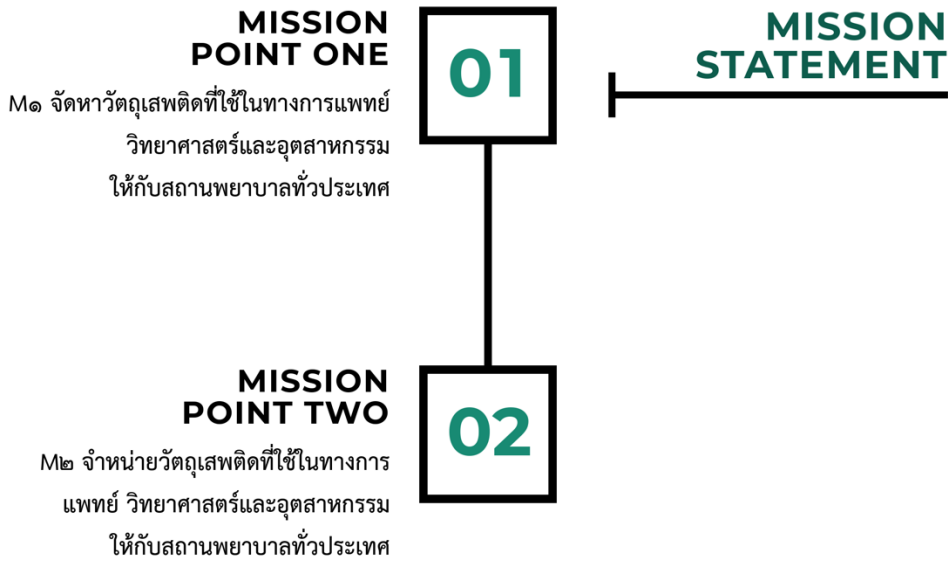 MISSION
STATEMENT
MISSION
POINT ONE
01
M๑ จัดหาวัตถุเสพติดที่ใช้ในทางการแพทย์
วิทยาศาสตร์และอุตสาหกรรม
ให้กับสถานพยาบาลทั่วประเทศ
MISSION
POINT TWO
02
M๒ จำหน่ายวัตถุเสพติดที่ใช้ในทางการ
แพทย์ วิทยาศาสตร์และอุตสาหกรรม
ให้กับสถานพยาบาลทั่วประเทศ